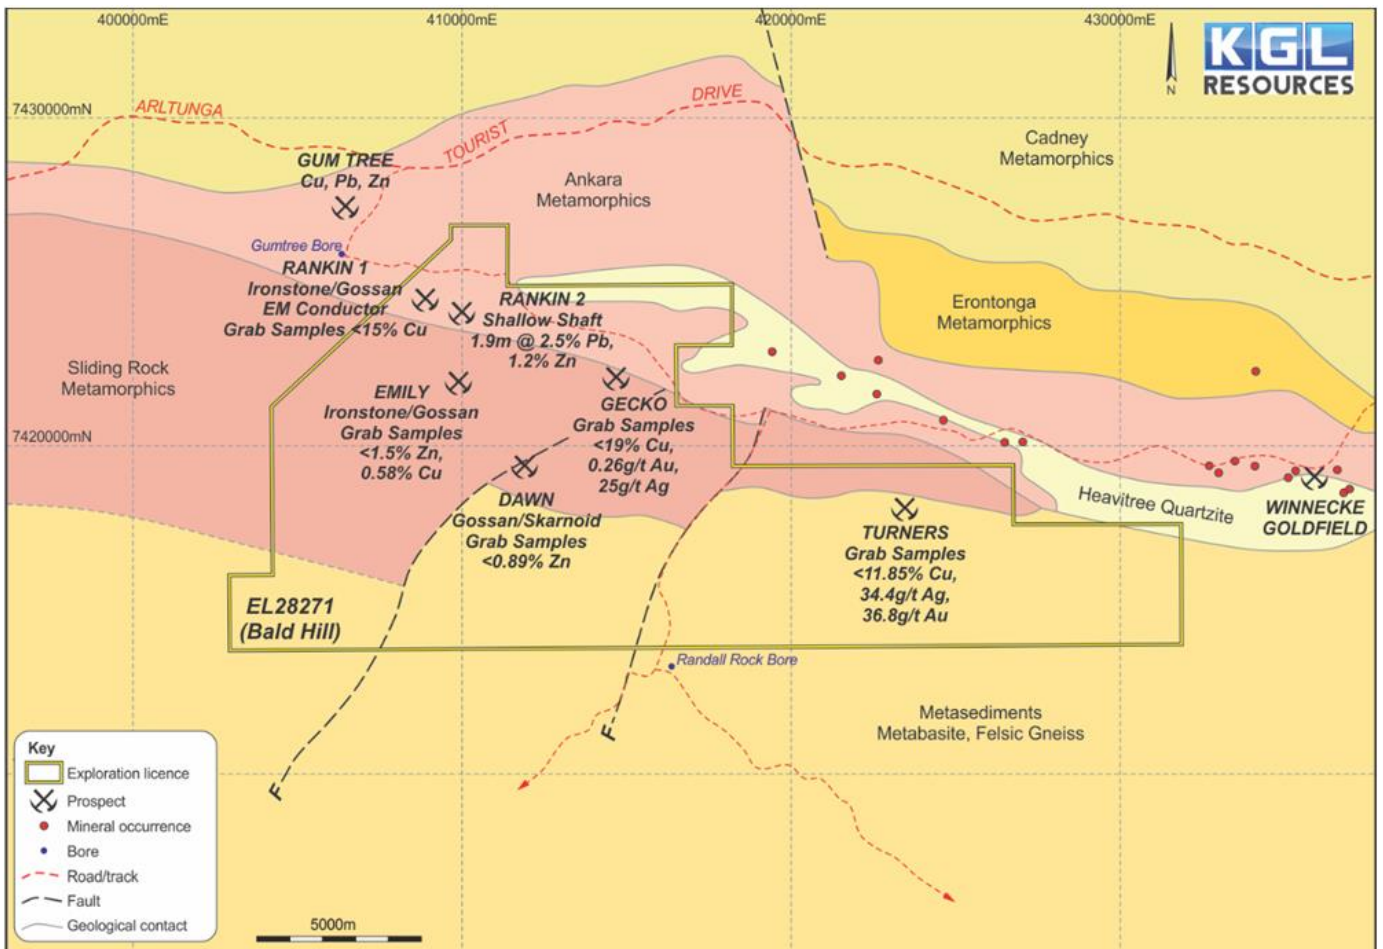 400000mE
410000mE
420000mE
430000mE
N
KGL
RESOURCES
7430000mN
ARLTUNGA
TOURIST
DRIVE
Cadney
Metamorphics
GUM TREE
Cu, Pb, Zn
Ankara
Metamorphics
Gumtree Bore
RANKIN 1
Ironstone/Gossan
EM Conductor
Grab Samples <15% Cu
RANKIN 2
Shallow Shaft
1.9m @ 2.5% Pb,
1.2% Zn
Erontonga
Metamorphics
Sliding Rock
Metamorphics
EMILY
Ironstone/Gossan
Grab Samples
<1.5% Zn,
0.58% Cu
GECKO
Grab Samples
<19% Cu,
0.26g/t Au,
25g/t Ag
7420000mN
DAWN
Gossan/Skarnoid
Grab Samples
<0.89% Zn
Heavitree Quartzite
WINNECKE
GOLDFIELD
TURNERS
Grab Samples
<11.85% Cu,
34.4g/t Ag,
36.8g/t Au
EL28271
(Bald Hill)
Randall Rock Bore
Metasediments
Metabasite, Felsic Gneiss
F
F
Key
Exploration licence
Prospect
Mineral occurrence
Bore
Road/track
Fault
Geological contact
5000m